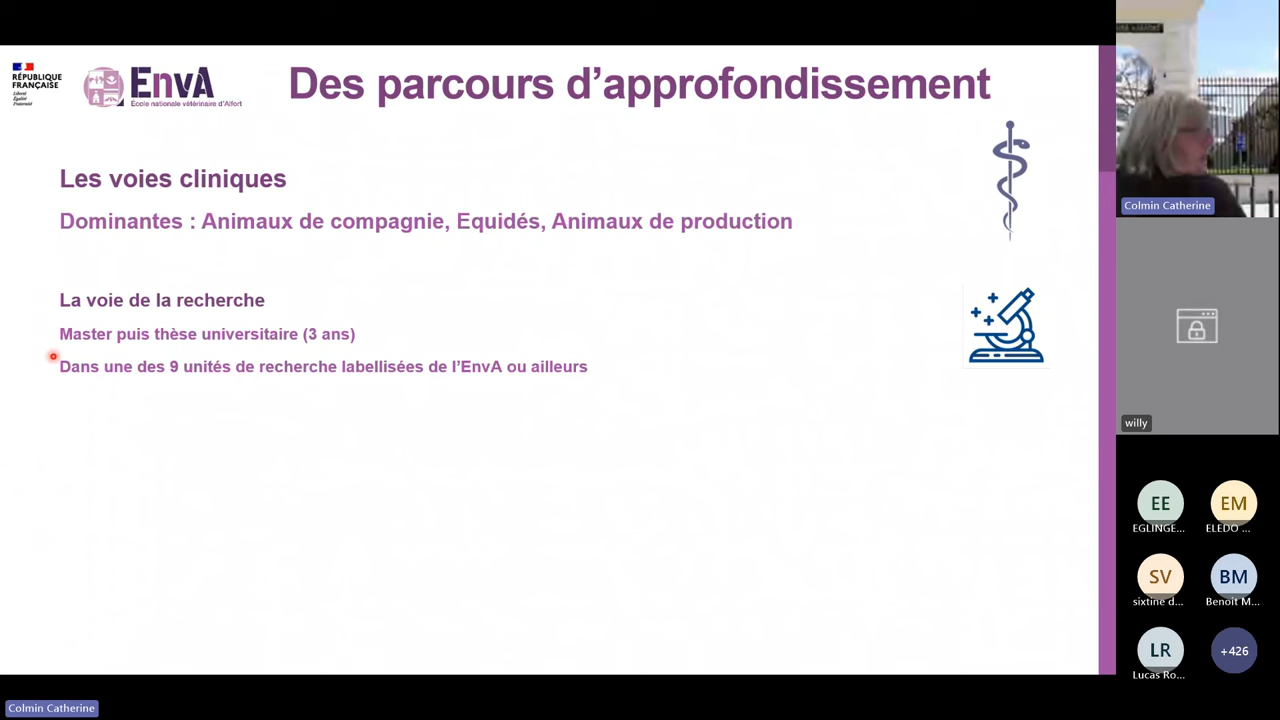 RÉPUBLIQUE
FRANÇAISE
Liberté
Égalité
Fraternité
EnvA
École nationale vétérinaire d'Alfort
Des parcours d’approfondissement
Les voies cliniques
Dominantes : Animaux de compagnie, Equidés, Animaux de production
La voie de la recherche
Master puis thèse universitaire (3 ans)
Dans une des 9 unités de recherche labellisées de l’EnvA ou ailleurs
Colmin Catherine
willy
EE
EM
EGLINGE...
ELEDO ...
SV
BM
sixtine d...
Benoit M...
LR
+426
Lucas Ro...
Colmin Catherine